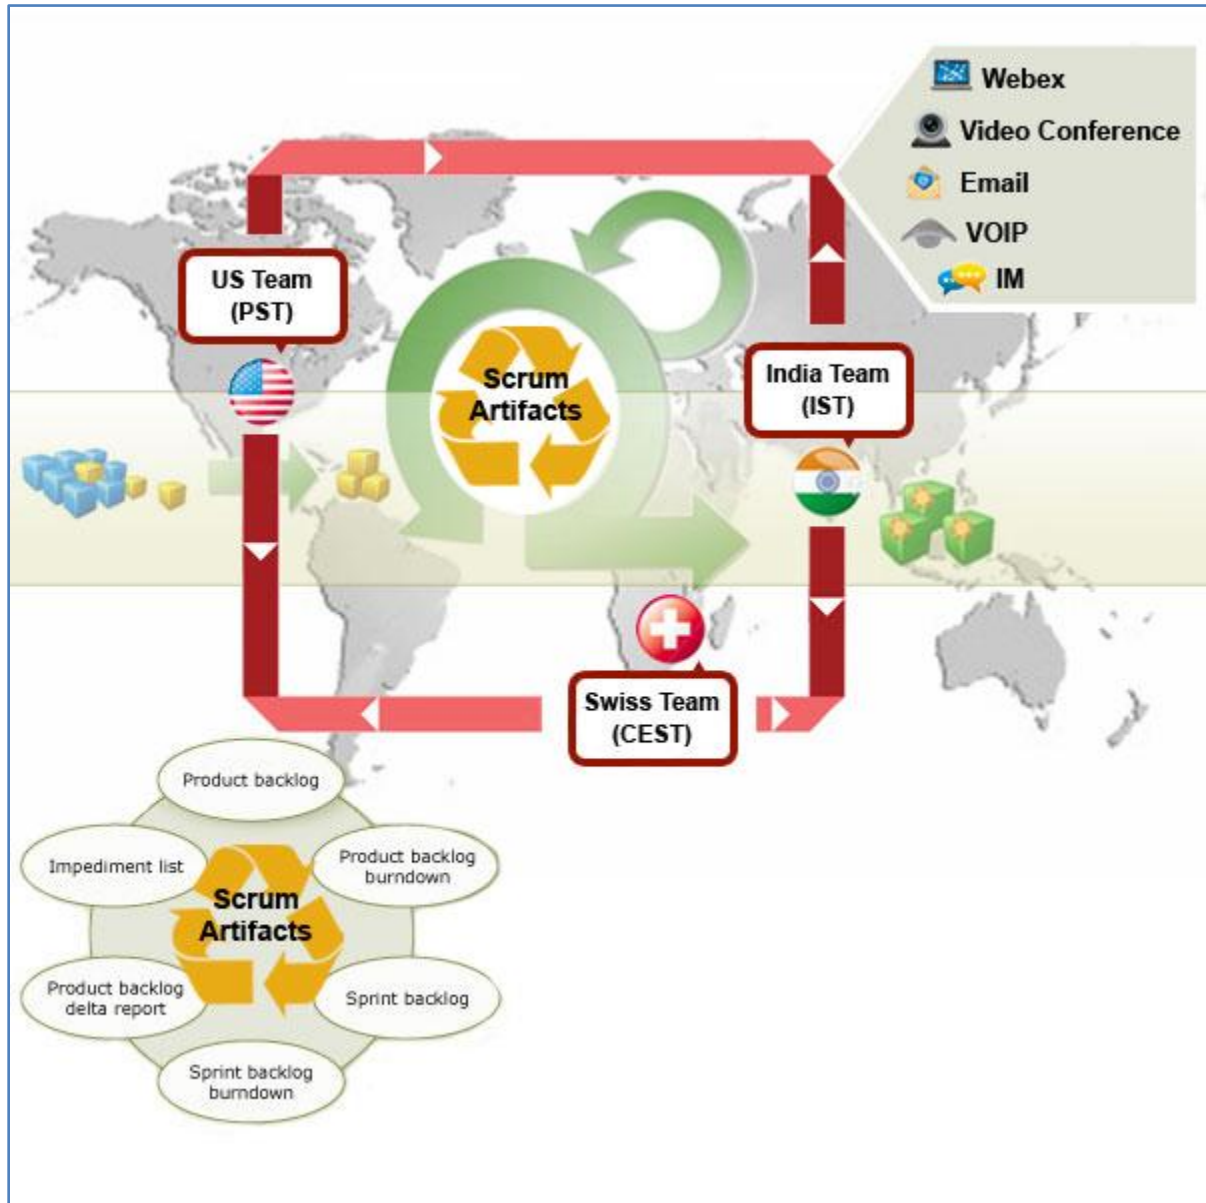 Webex
Video Conference
Email
VOIP
IM
US Team
(PST)
India Team
(IST)
Scrum
Artifacts
Swiss Team
(CEST)
Product backlog
Impediment list
Product backlog
burndown
Scrum
Artifacts
Product backlog
delta report
Sprint backlog
Sprint backlog
burndown